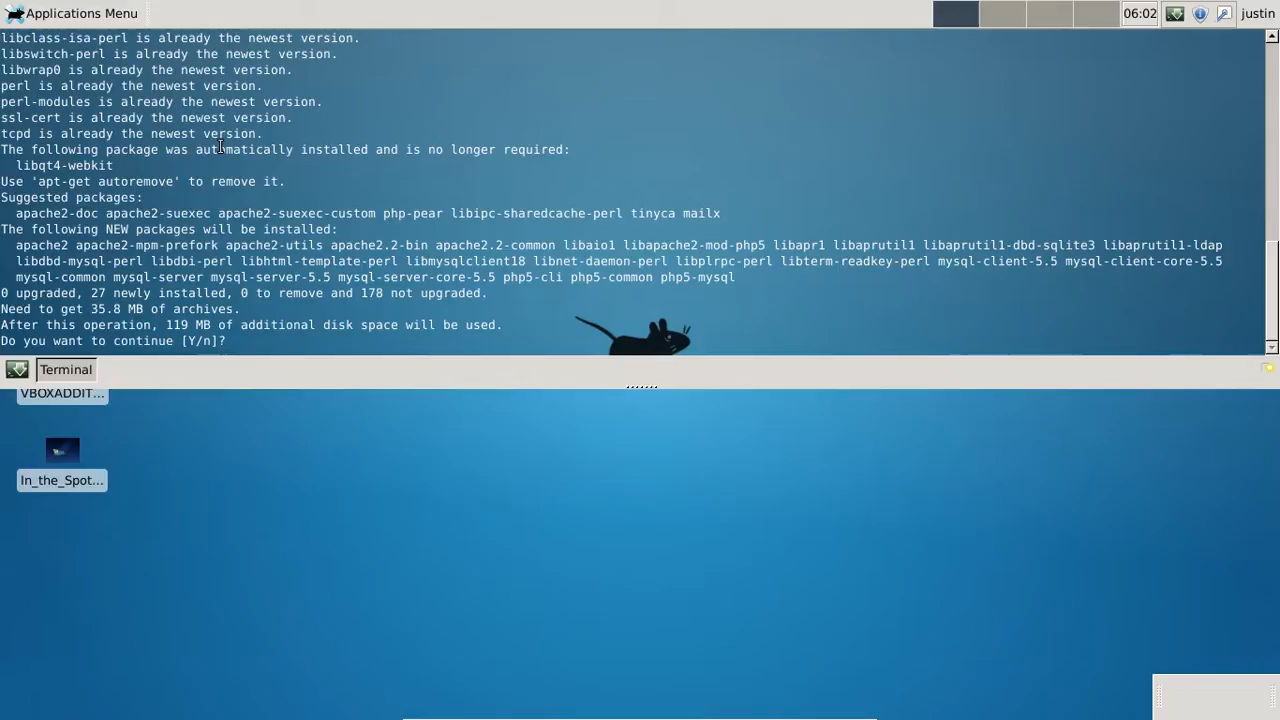 Applications Menu
06:02
justin
libclass-isa-perl is already the newest version.
libswitch-perl is already the newest version.
libwrap0 is already the newest version.
perl is already the newest version.
perl-modules is already the newest version.
ssl-cert is already the newest version.
tcpd is already the newest version.
The following package was automatically installed and is no longer required:
libqt4-webkit
Use 'apt-get autoremove' to remove it.
Suggested packages:
apache2-doc apache2-suexec apache2-suexec-custom php-pear libipc-sharedcache-perl tinyca mailx
The following NEW packages will be installed:
apache2 apache2-mpm-prefork apache2-utils apache2.2-bin apache2.2-common libaio1 libapache2-mod-php5 libapr1 libaprutil1 libaprutil1-dbd-sqlite3 libaprutil1-ldap
libdbd-mysql-perl libdbi-perl libhtml-template-perl libmysqlclient18 libnet-daemon-perl libplrpc-perl libterm-readkey-perl mysql-client-5.5 mysql-client-core-5.5
mysql-common mysql-server mysql-server-5.5 mysql-server-core-5.5 php5-cli php5-common php5-mysql
0 upgraded, 27 newly installed, 0 to remove and 178 not upgraded.
Need to get 35.8 MB of archives.
After this operation, 119 MB of additional disk space will be used.
Do you want to continue [Y/n]?
Terminal
VBOXADDIT...
In_the_Spot...